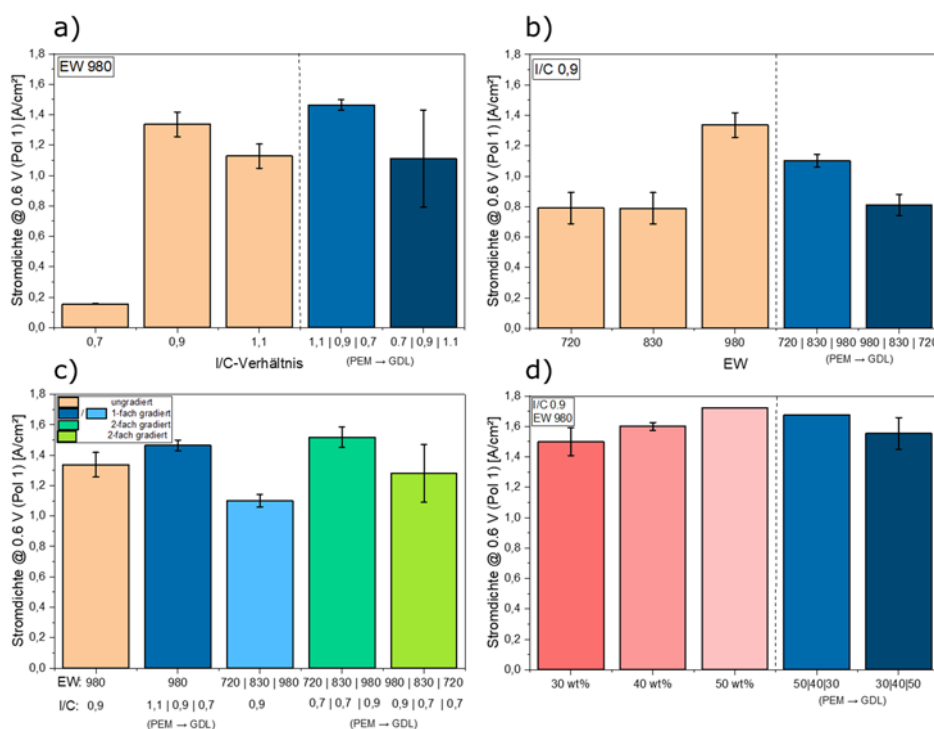 a)
Stromdichte @ 0.6 V (Pol 1) [A/cm²]
1,8
1,6
1,4
1,2
1,0
0,8
0,6
0,4
0,2
0,0
EW 980
0,7
0,9
1,1
1,1 | 0,9 | 0,7
0.7 | 0,9 | 1.1
I/C-Verhältnis
(PEM → GDL)
b)
Stromdichte @ 0.6 V (Pol 1) [A/cm²]
1,8
1,6
1,4
1,2
1,0
0,8
0,6
0,4
0,2
0,0
I/C 0,9
720
830
980
720 | 830 | 980
980 | 830 | 720
EW
(PEM → GDL)
c)
Stromdichte @ 0.6 V (Pol 1) [A/cm²]
1,8
1,6
1,4
1,2
1,0
0,8
0,6
0,4
0,2
0,0
ungradiert
/ 1-fach gradiert
2-fach gradiert
2-fach gradiert
EW: 980
980
720 | 830 | 980
720 | 830 | 980
980 | 830 | 720
I/C: 0,9
1,1 | 0,9 | 0,7
0,9
0,7 | 0,7 | 0,9
0,9 | 0,7 | 0,7
(PEM → GDL)
(PEM → GDL)
d)
Stromdichte @ 0.6 V (Pol 1) [A/cm²]
1,8
1,6
1,4
1,2
1,0
0,8
0,6
0,4
0,2
0,0
I/C 0.9
EW 980
30 wt%
40 wt%
50 wt%
50|40|30
30|40|50
(PEM → GDL)